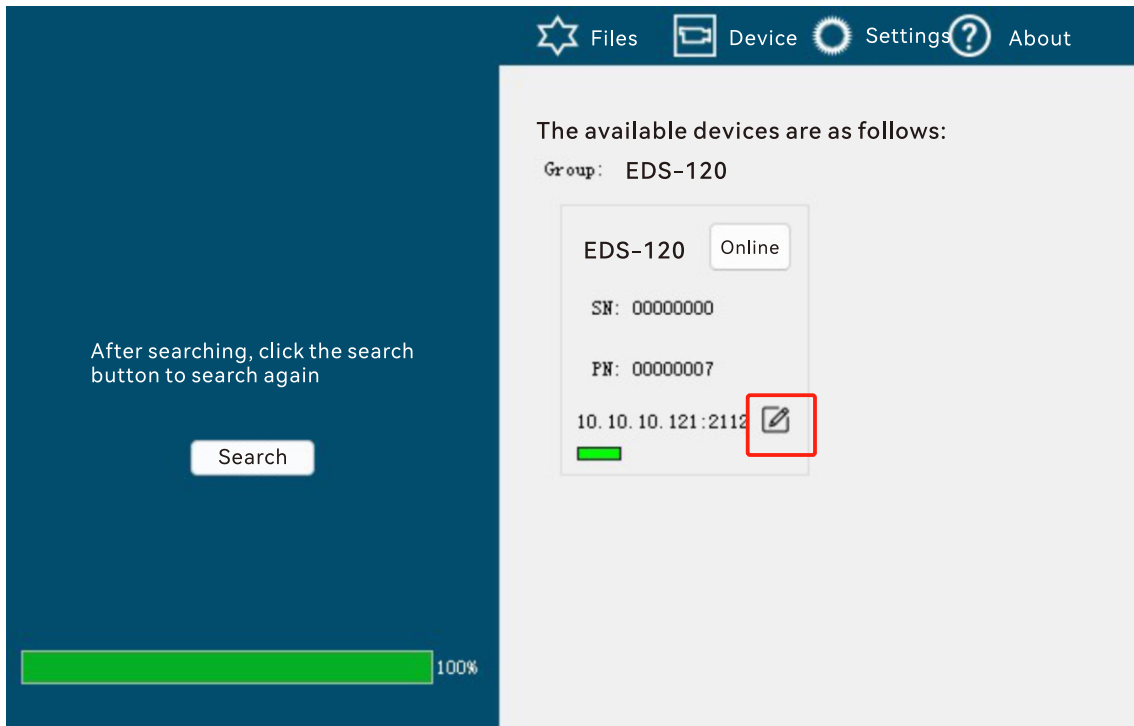 Files Device Settings ? About
The available devices are as follows:
Group: EDS-120
EDS-120 Online
SN: 00000000
PN: 00000007
10.10.10.121:2112
After searching, click the search
button to search again
Search
100%